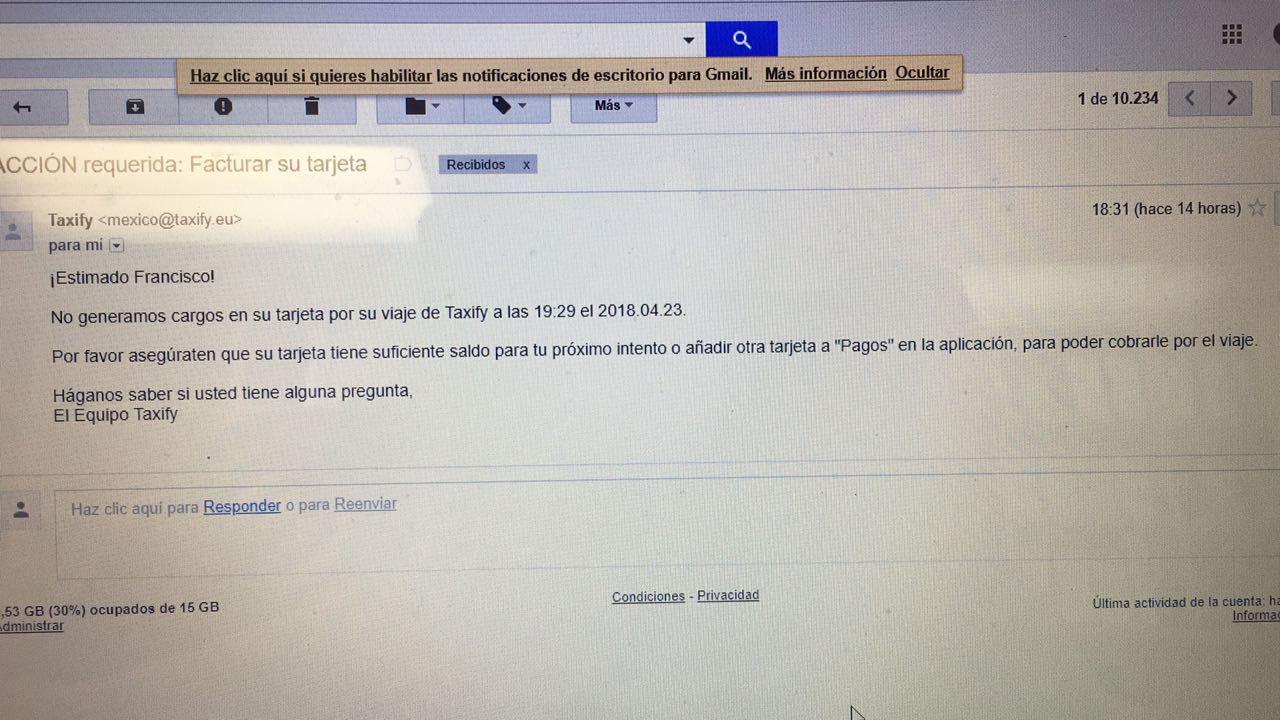 Haz clic aquí si quieres habilitar las notificaciones de escritorio para Gmail. Más información Ocultar
Más
1 de 10.234
ACCIÓN requerida: Facturar su tarjeta
Recibidos x
Taxify <mexico@taxify.eu>
18:31 (hace 14 horas)
para mí
¡Estimado Francisco!
No generamos cargos en su tarjeta por su viaje de Taxify a las 19:29 el 2018.04.23.
Por favor asegúraten que su tarjeta tiene suficiente saldo para tu próximo intento o añadir otra tarjeta a "Pagos" en la aplicación, para poder cobrarle por el viaje.
Háganos saber si usted tiene alguna pregunta,
El Equipo Taxify
Haz clic aquí para Responder o para Reenviar
,53 GB (30%) ocupados de 15 GB
Administrar
Condiciones - Privacidad
Última actividad de la cuenta: ha
Informac